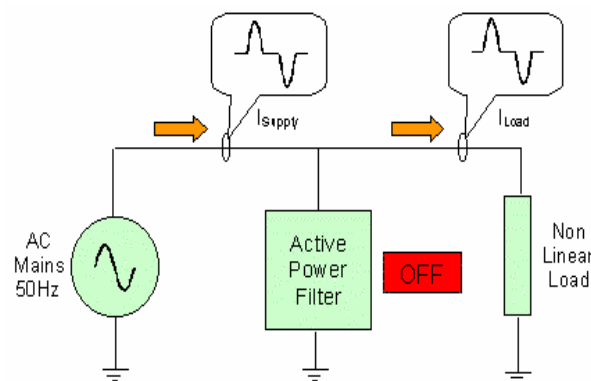 I Supply
I Load
AC
Mains
50Hz
Active
Power
Filter
OFF
Non
Linear
Load